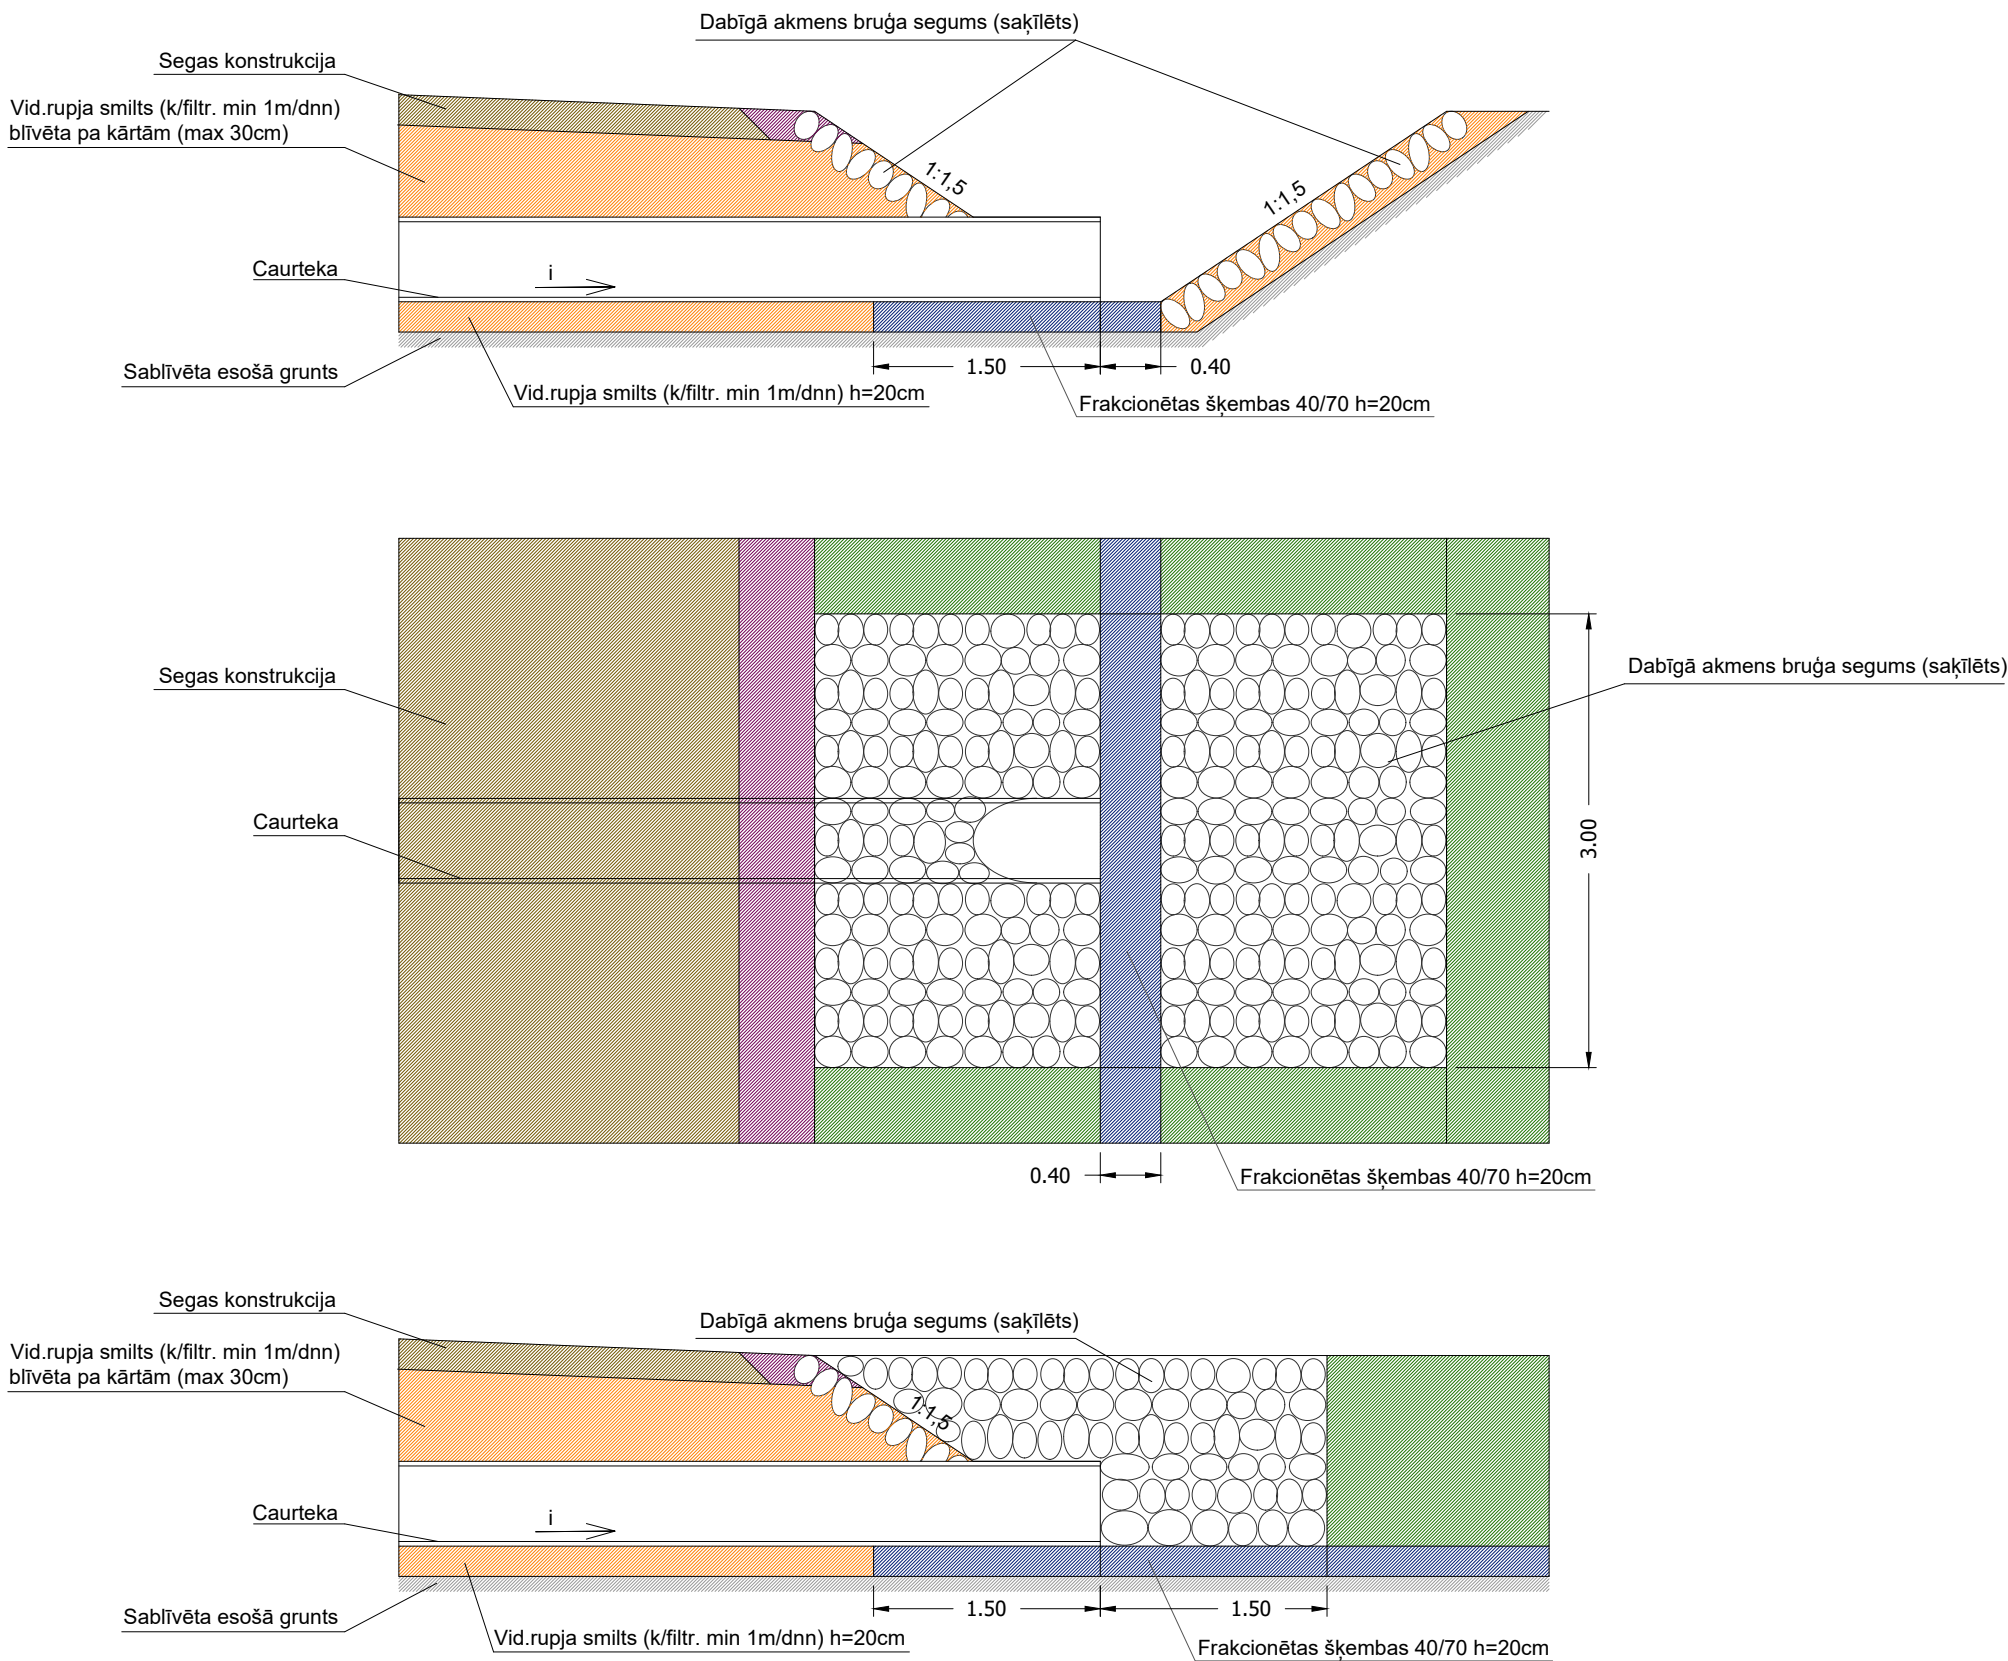 Dabīgā akmens bruģa segums (saķīlēts)
Segas konstrukcija
Vid.rupja smilts (k/filtr. min 1m/dnn)
blīvēta pa kārtām (max 30cm)
1:1,5
1:1,5
Caurteka
i
Sablīvēta esošā grunts
1.50
0.40
Vid.rupja smilts (k/filtr. min 1m/dnn) h=20cm
Frakcionētas šķembas 40/70 h=20cm
Segas konstrukcija
Dabīgā akmens bruģa segums (saķīlēts)
Caurteka
3.00
0.40
Frakcionētas šķembas 40/70 h=20cm
Segas konstrukcija
Dabīgā akmens bruģa segums (saķīlēts)
Vid.rupja smilts (k/filtr. min 1m/dnn)
blīvēta pa kārtām (max 30cm)
1:1,5
Caurteka
i
Sablīvēta esošā grunts
1.50
1.50
Vid.rupja smilts (k/filtr. min 1m/dnn) h=20cm
Frakcionētas šķembas 40/70 h=20cm